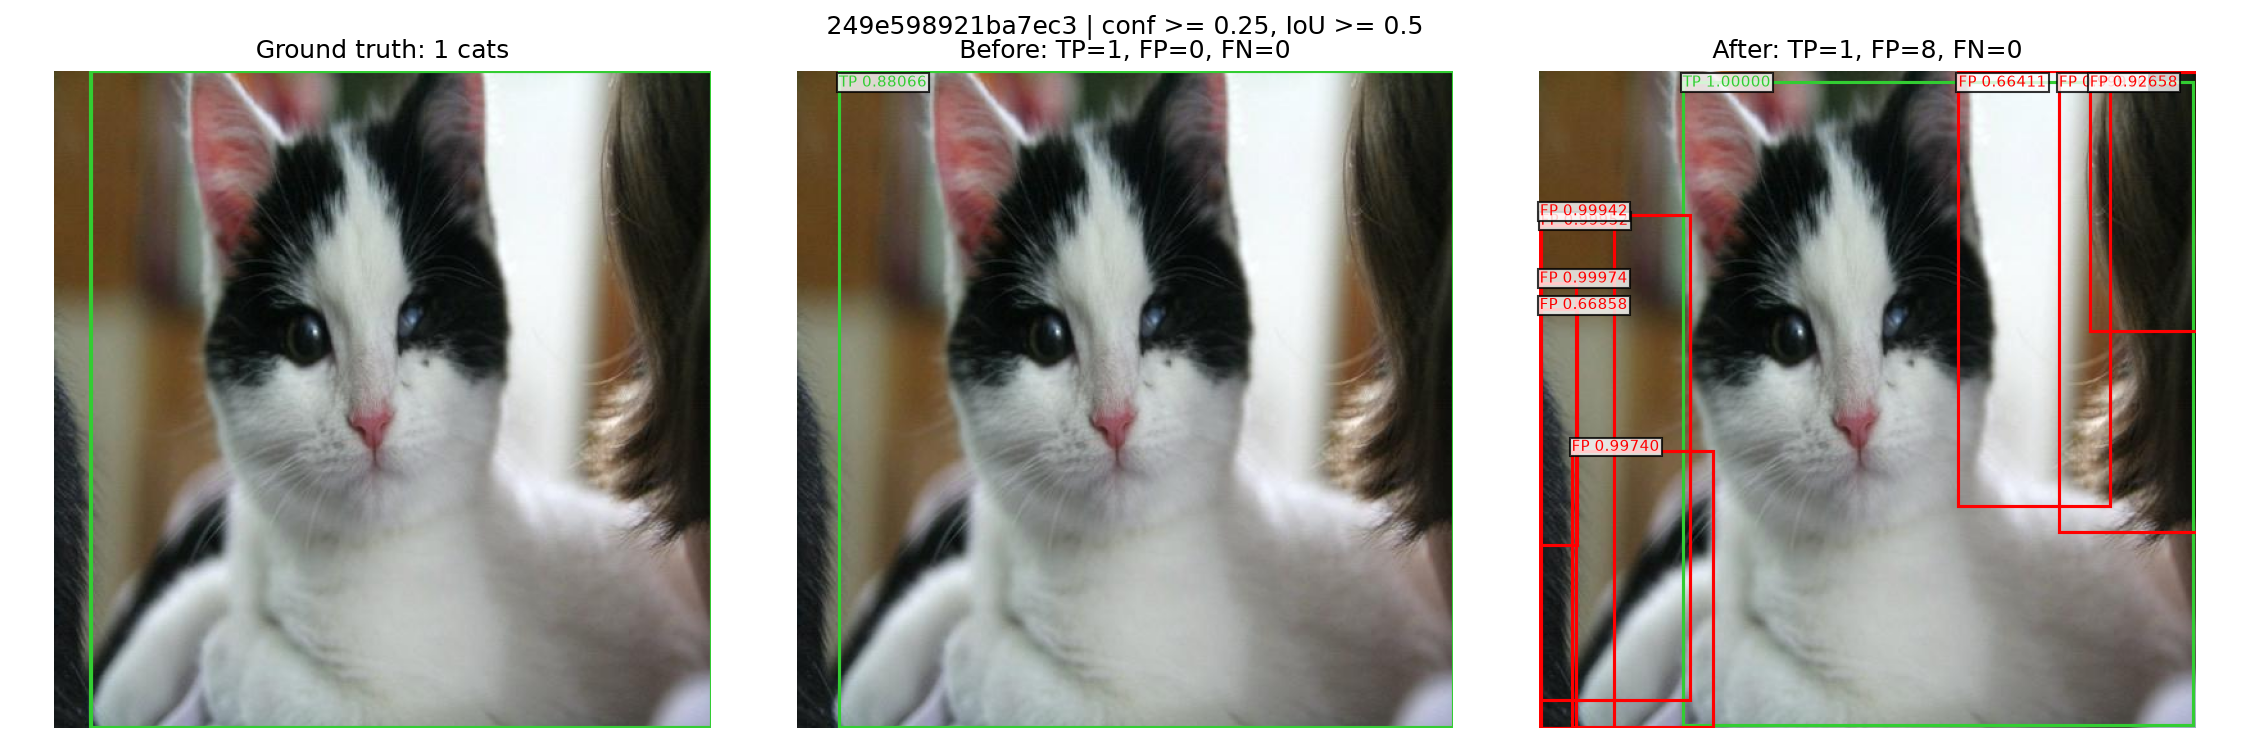 249e598921ba7ec3 | conf >= 0.25, IoU >= 0.5
Ground truth: 1 cats
Before: TP=1, FP=0, FN=0
After: TP=1, FP=8, FN=0
TP 0.88066
TP 1.00000
FP 0.66411
FP
FP 0.92658
FP 0.99942
FP 0.99974
FP 0.66858
FP 0.99740